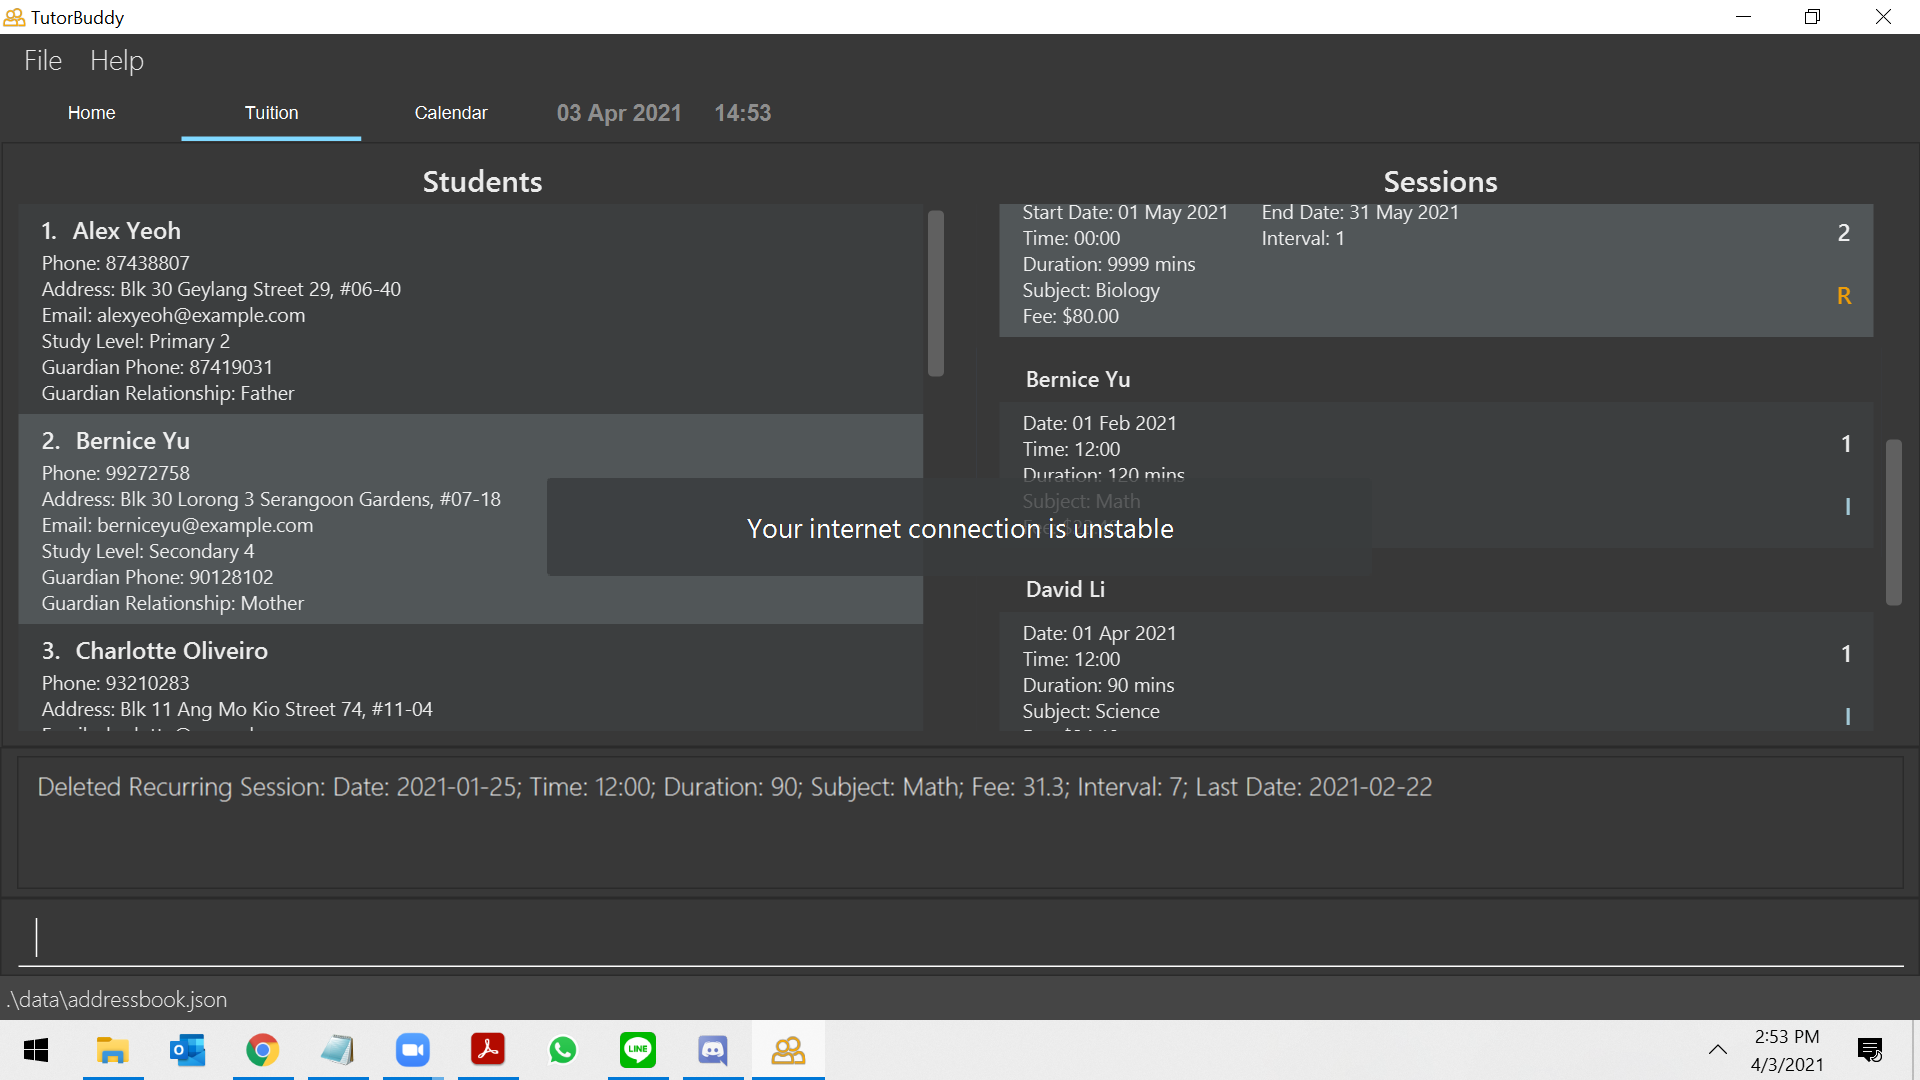 TutorBuddy
File Help
Home Tuition Calendar 03 Apr 2021 14:53
Students
1. Alex Yeoh
Phone: 87438807
Address: Blk 30 Geylang Street 29, #06-40
Email: alexyeoh@example.com
Study Level: Primary 2
Guardian Phone: 87419031
Guardian Relationship: Father
2. Bernice Yu
Phone: 99272758
Address: Blk 30 Lorong 3 Serangoon Gardens, #07-18
Email: berniceyu@example.com
Study Level: Secondary 4
Guardian Phone: 90128102
Guardian Relationship: Mother
3. Charlotte Oliveiro
Phone: 93210283
Address: Blk 11 Ang Mo Kio Street 74, #11-04
Sessions
Start Date: 01 May 2021 End Date: 31 May 2021
2
Time: 00:00 Interval: 1
Duration: 9999 mins
Subject: Biology
R
Fee: $80.00
Bernice Yu
Date: 01 Feb 2021
1
Time: 12:00
Duration: 120 mins
Subject: Math
I
Your internet connection is unstable
David Li
Date: 01 Apr 2021
1
Time: 12:00
Duration: 90 mins
Subject: Science
I
Deleted Recurring Session: Date: 2021-01-25; Time: 12:00; Duration: 90; Subject: Math; Fee: 31.3; Interval: 7; Last Date: 2021-02-22
.\data\addressbook.json
LINE
2:53 PM
4/3/2021